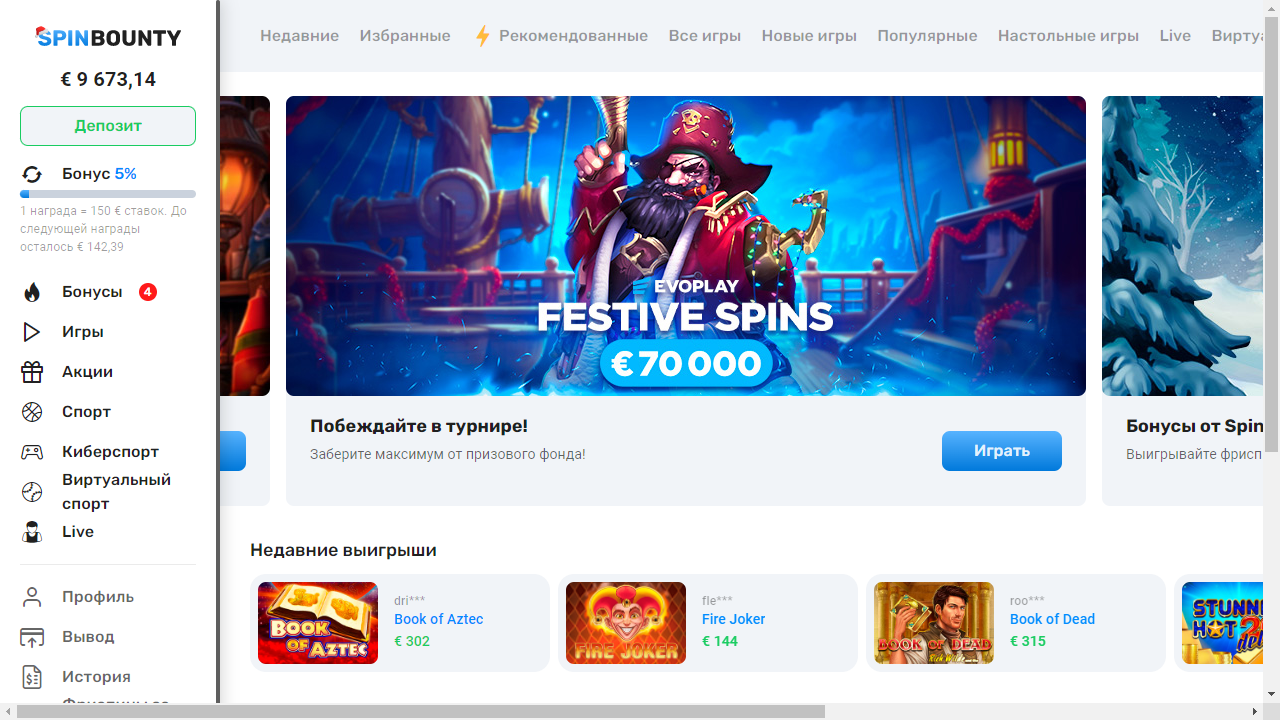 SPINBOUNTY
€ 9 673,14
Депозит
Бонус 5%
1 награда = 150 € ставок. До
следующей награды
осталось € 142,39
Бонусы 4
Игры
Акции
Спорт
Киберспорт
Виртуальный
спорт
Live
Профиль
Вывод
История
Недавние Избранные Рекомендованные Все игры Новые игры Популярные Настольные игры Live
EVOPLAY
FESTIVE SPINS
€ 70 000
Побеждайте в турнире!
Заберите максимум от призового фонда!
Играть
Бонусы от Spin
Выигрывайте
Недавние выигрыши
BOOK OF AZTEC
dri***
Book of Aztec
€ 302
FIRE JOKER
fle***
Fire Joker
€ 144
BOOK OF DEAD
roo***
Book of Dead
€ 315
HOT